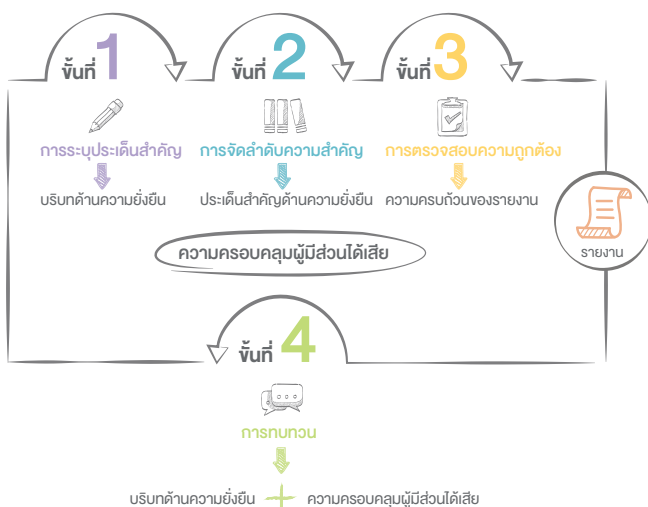 ขั้นที่ 1
ขั้นที่ 2
ขั้นที่ 3
การระบุประเด็นสำคัญ
การจัดลำดับความสำคัญ
การตรวจสอบความถูกต้อง
บริบทด้านความยั่งยืน
ประเด็นสำคัญด้านความยั่งยืน
ความครบถ้วนของรายงาน
รายงาน
ความครอบคลุมผู้มีส่วนได้เสีย
ขั้นที่ 4
การทบทวน
บริบทด้านความยั่งยืน + ความครอบคลุมผู้มีส่วนได้เสีย